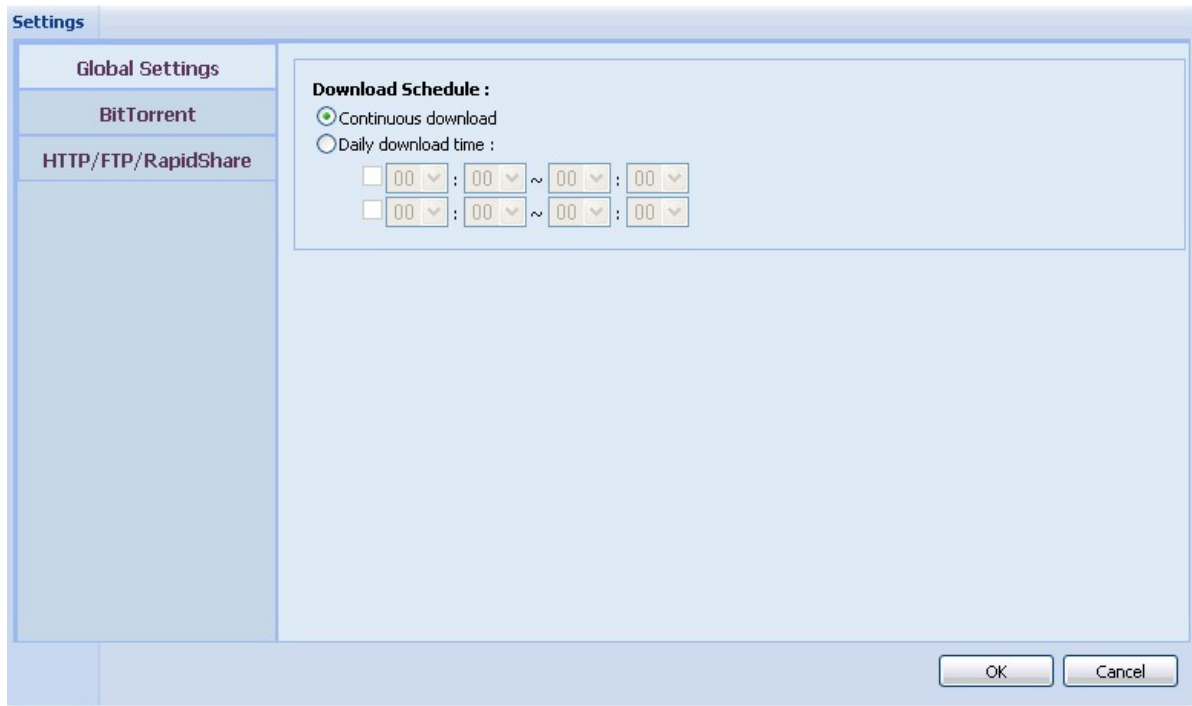 Settings
Global Settings
BitTorrent
HTTP/FTP/RapidShare
Download Schedule :
Continuous download
Daily download time :
00 : 00 ~ 00 : 00
00 : 00 ~ 00 : 00
OK Cancel